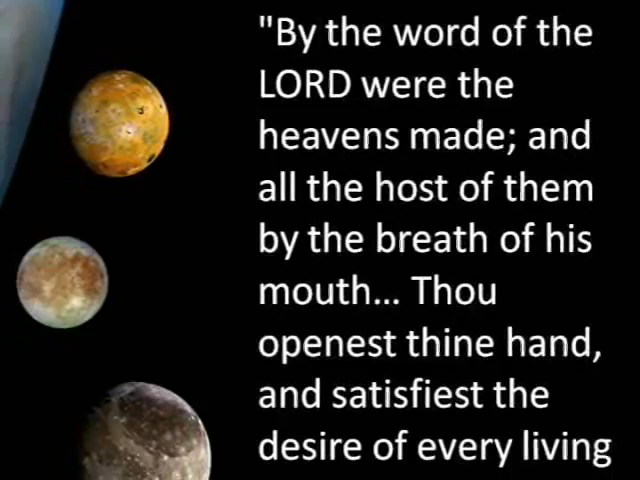 "By the word of the
LORD were the
heavens made; and
all the host of them
by the breath of his
mouth... Thou
openest thine hand,
and satisfiest the
desire of every living